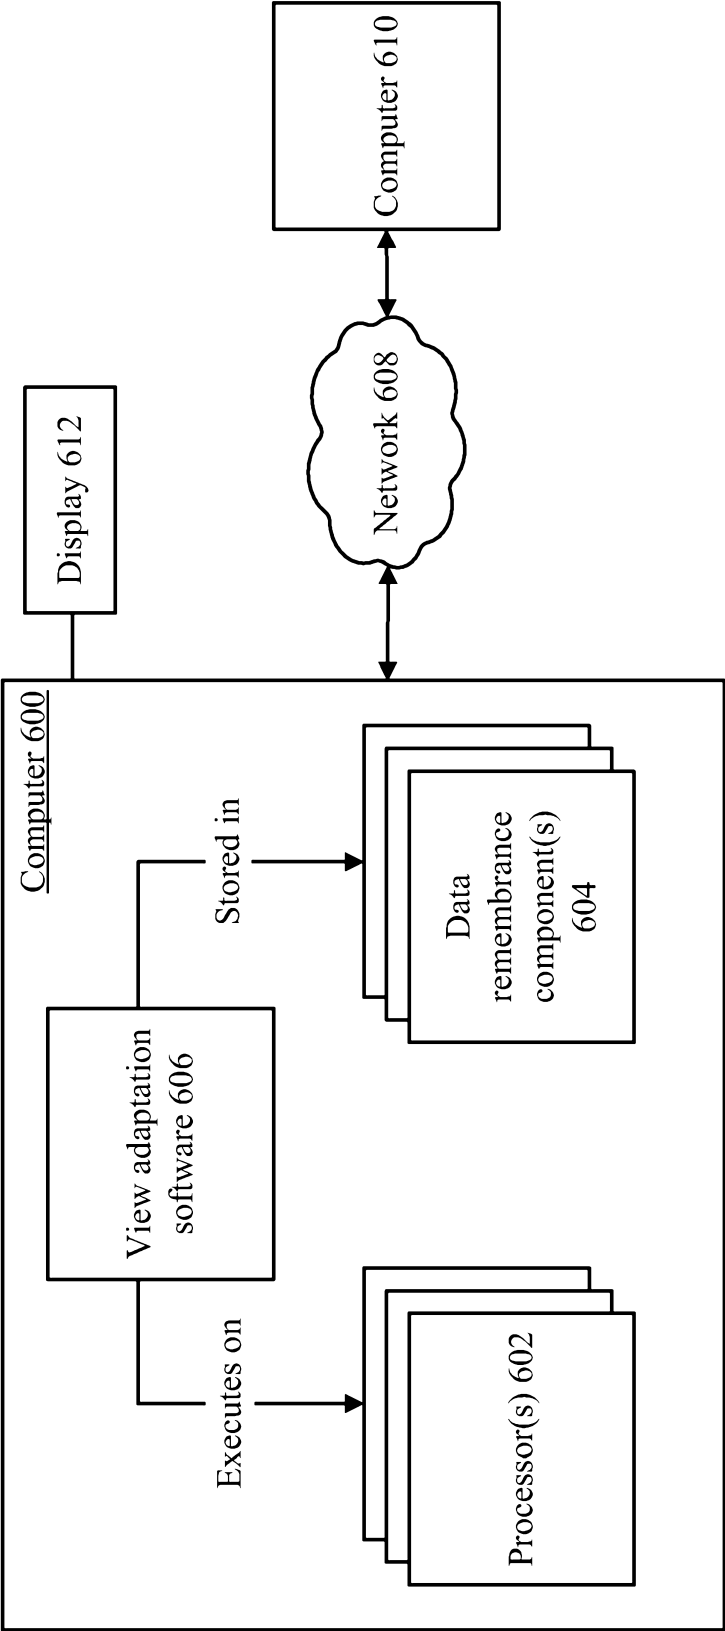 Computer 600
View adaptation
software 606
Executes on
Stored in
Processor(s) 602
Data
remembrance
component(s)
604
Display 612
Network 608
Computer 610